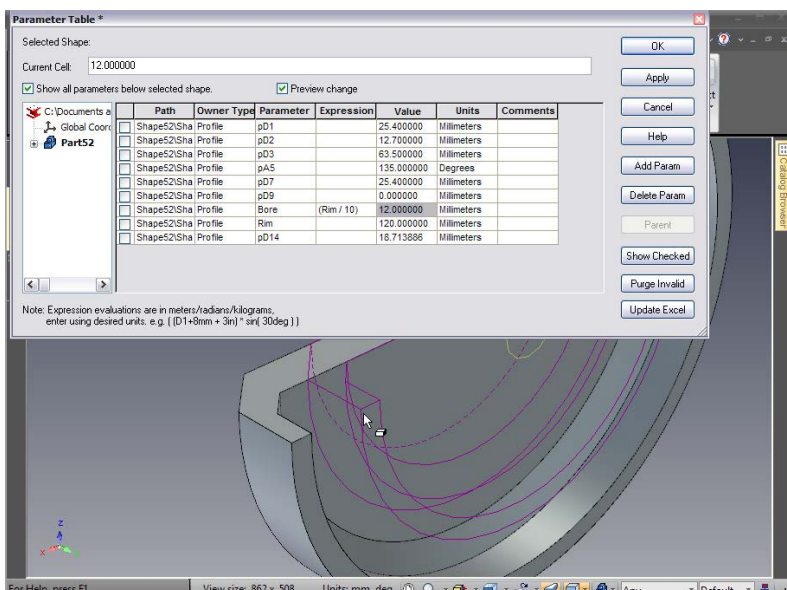 Parameter Table *
Selected Shape:
Current Cell: 12.000000
Show all parameters below selected shape. Preview change
C:\Documents a
Global Coord
Part52
Path Owner Type Parameter Expression Value Units Comments
Shape52\Sha Profile pD1 25.400000 Millimeters
Shape52\Sha Profile pD2 12.700000 Millimeters
Shape52\Sha Profile pD3 63.500000 Millimeters
Shape52\Sha Profile pA5 135.000000 Degrees
Shape52\Sha Profile pD7 25.400000 Millimeters
Shape52\Sha Profile pD9 0.000000 Millimeters
Shape52\Sha Profile Bore (Rim / 10) 12.000000 Millimeters
Shape52\Sha Profile Rim 120.000000 Millimeters
Shape52\Sha Profile pD14 18.713886 Millimeters
Note: Expression evaluations are in meters/radians/kilograms,
enter using desired units. e.g. ( (D1+8mm + 3in) * sin( 30deg ) )
OK
Apply
Cancel
Help
Add Param
Delete Param
Parent
Show Checked
Purge Invalid
Update Excel
Catalog Browser
z
x
For Help, press F1 View size: 862 x 508 Units: mm, deg Any Default